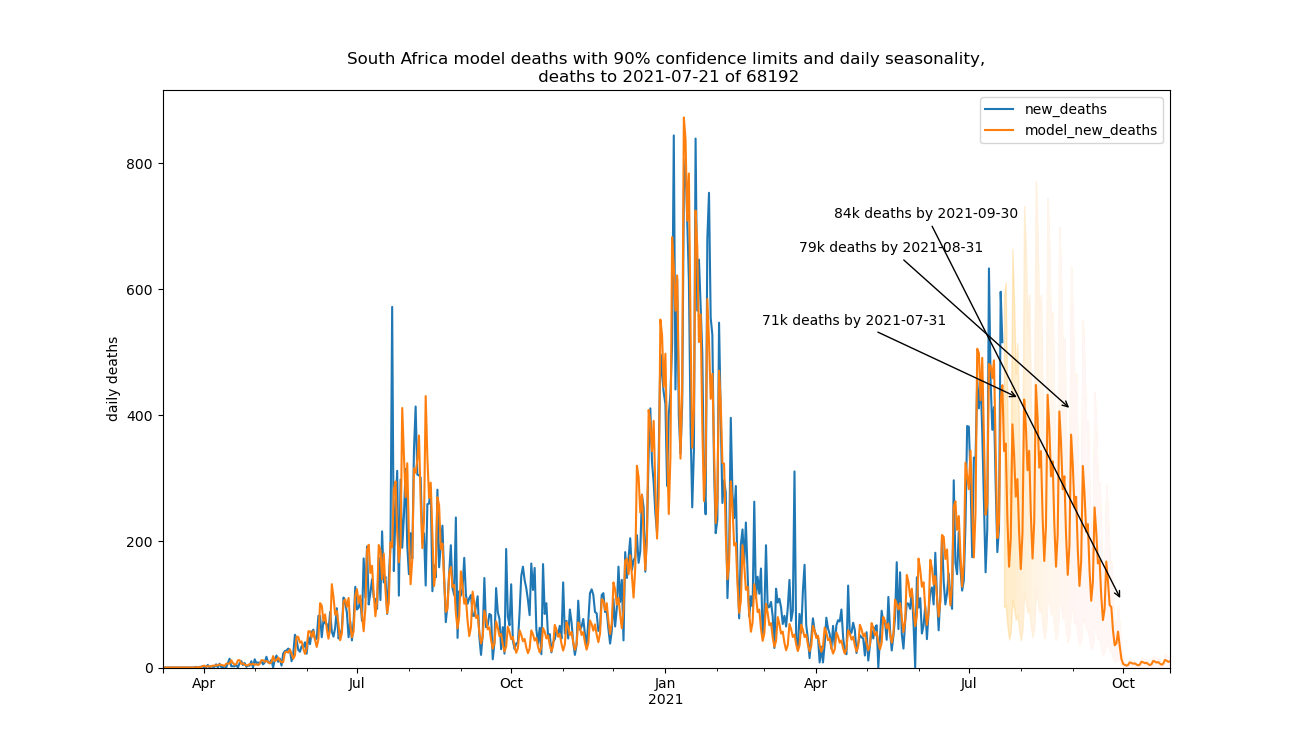 South Africa model deaths with 90% confidence limits and daily seasonality,
deaths to 2021-07-21 of 68192
new_deaths
model_new_deaths
800
84k deaths by 2021-09-30
79k deaths by 2021-08-31
600
71k deaths by 2021-07-31
daily deaths
400
200
0
Apr Jul Oct Jan Apr Jul Oct
2021